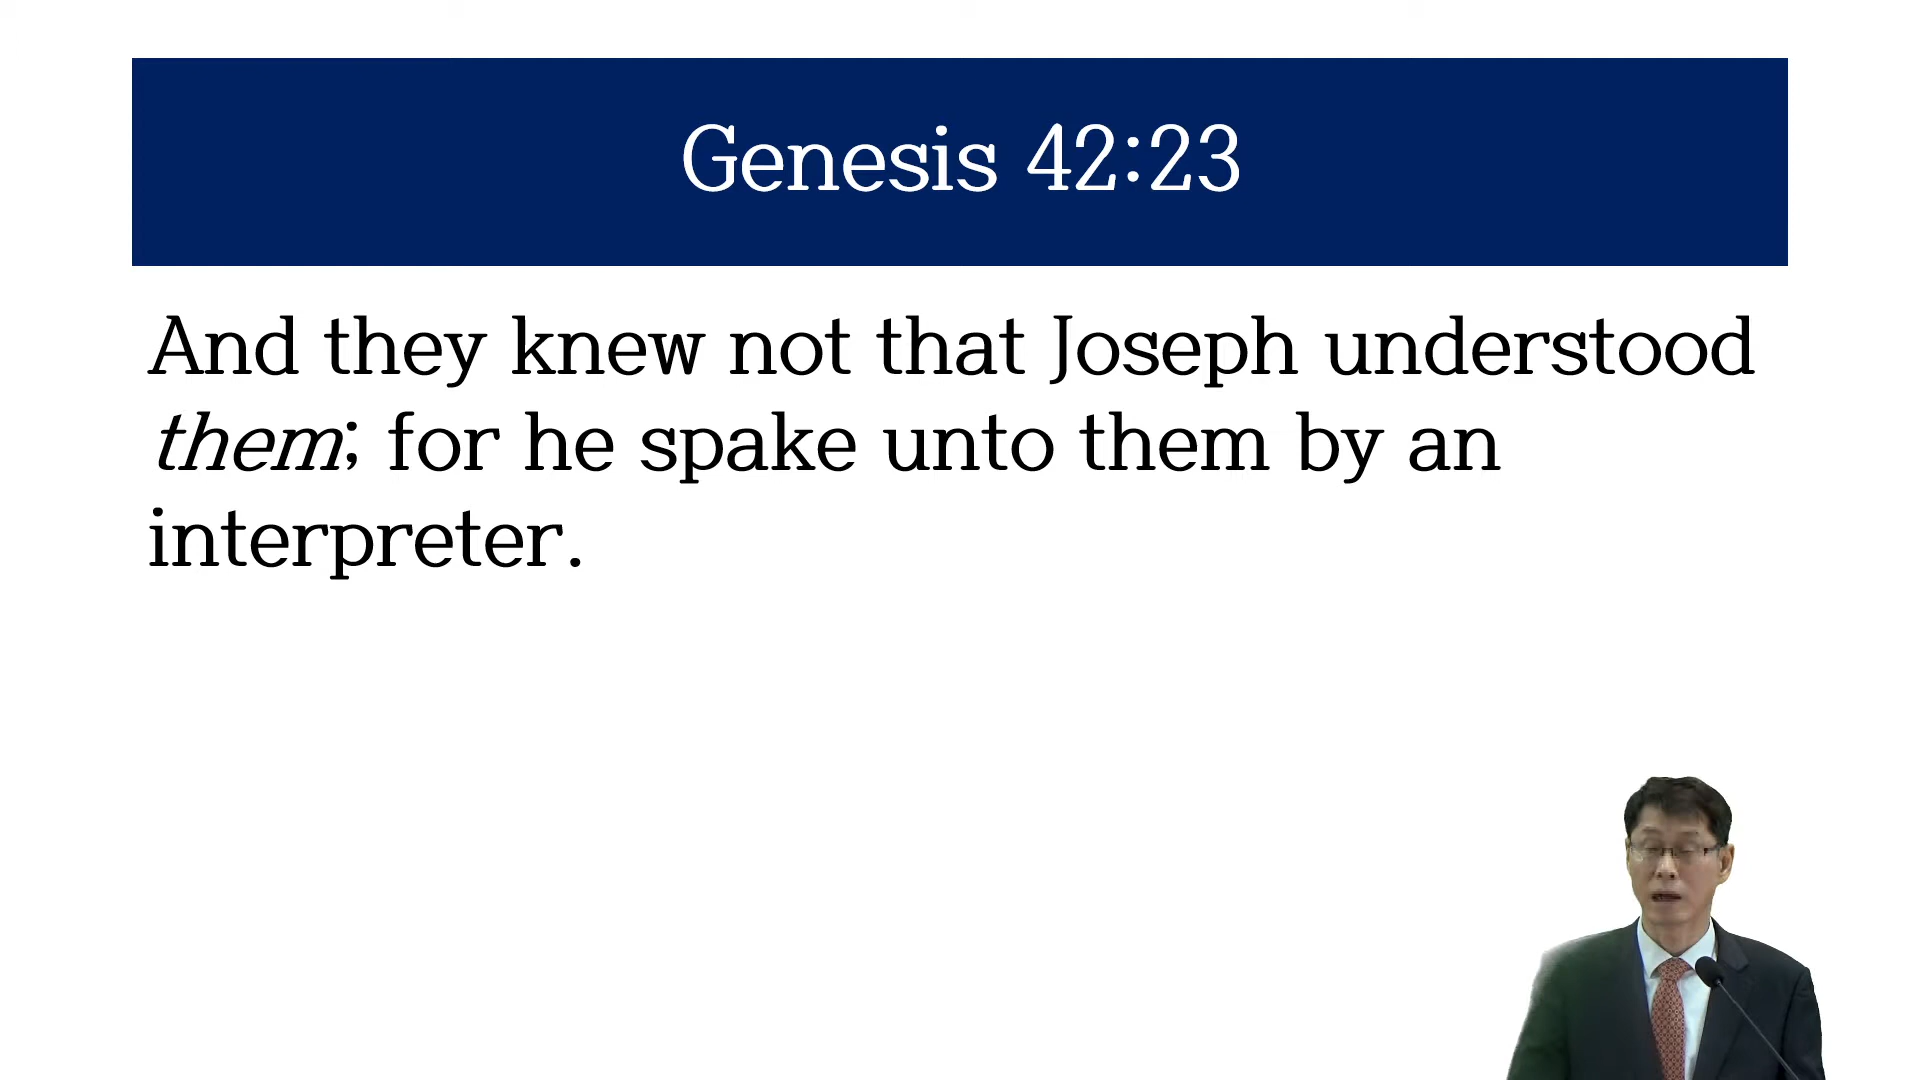 Genesis 42:23
And they knew not that Joseph understood
them; for he spake unto them by an
interpreter.